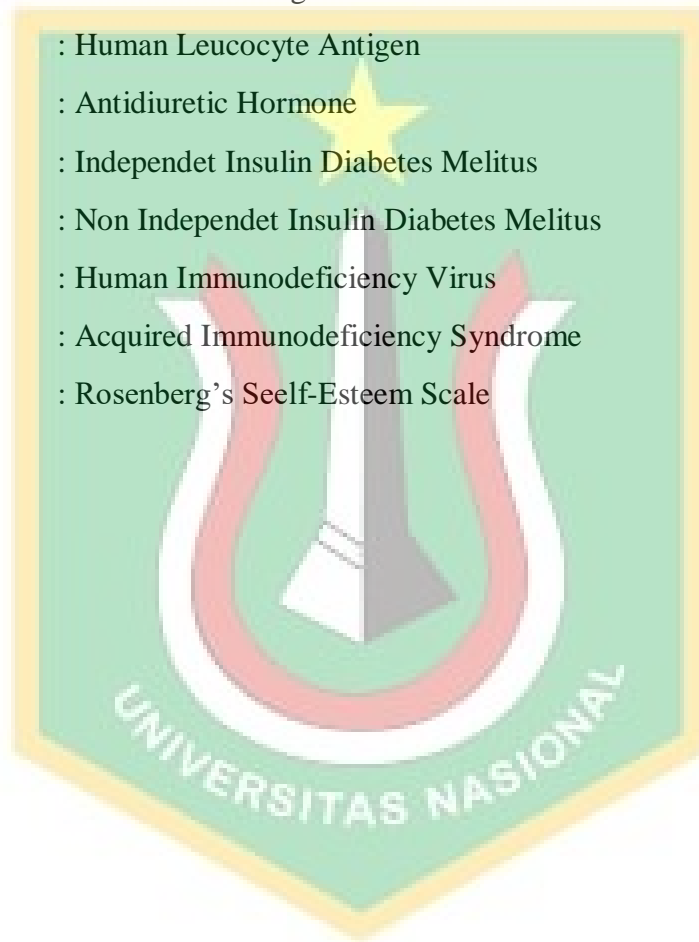 : Human Leucocyte Antigen
: Antidiuretic Hormone
: Independet Insulin Diabetes Melitus
: Non Independet Insulin Diabetes Melitus
: Human Immunodeficiency Virus
: Acquired Immunodeficiency Syndrome
: Rosenberg’s Seelf-Esteem Scale
UNIVERSITAS NASIONAL